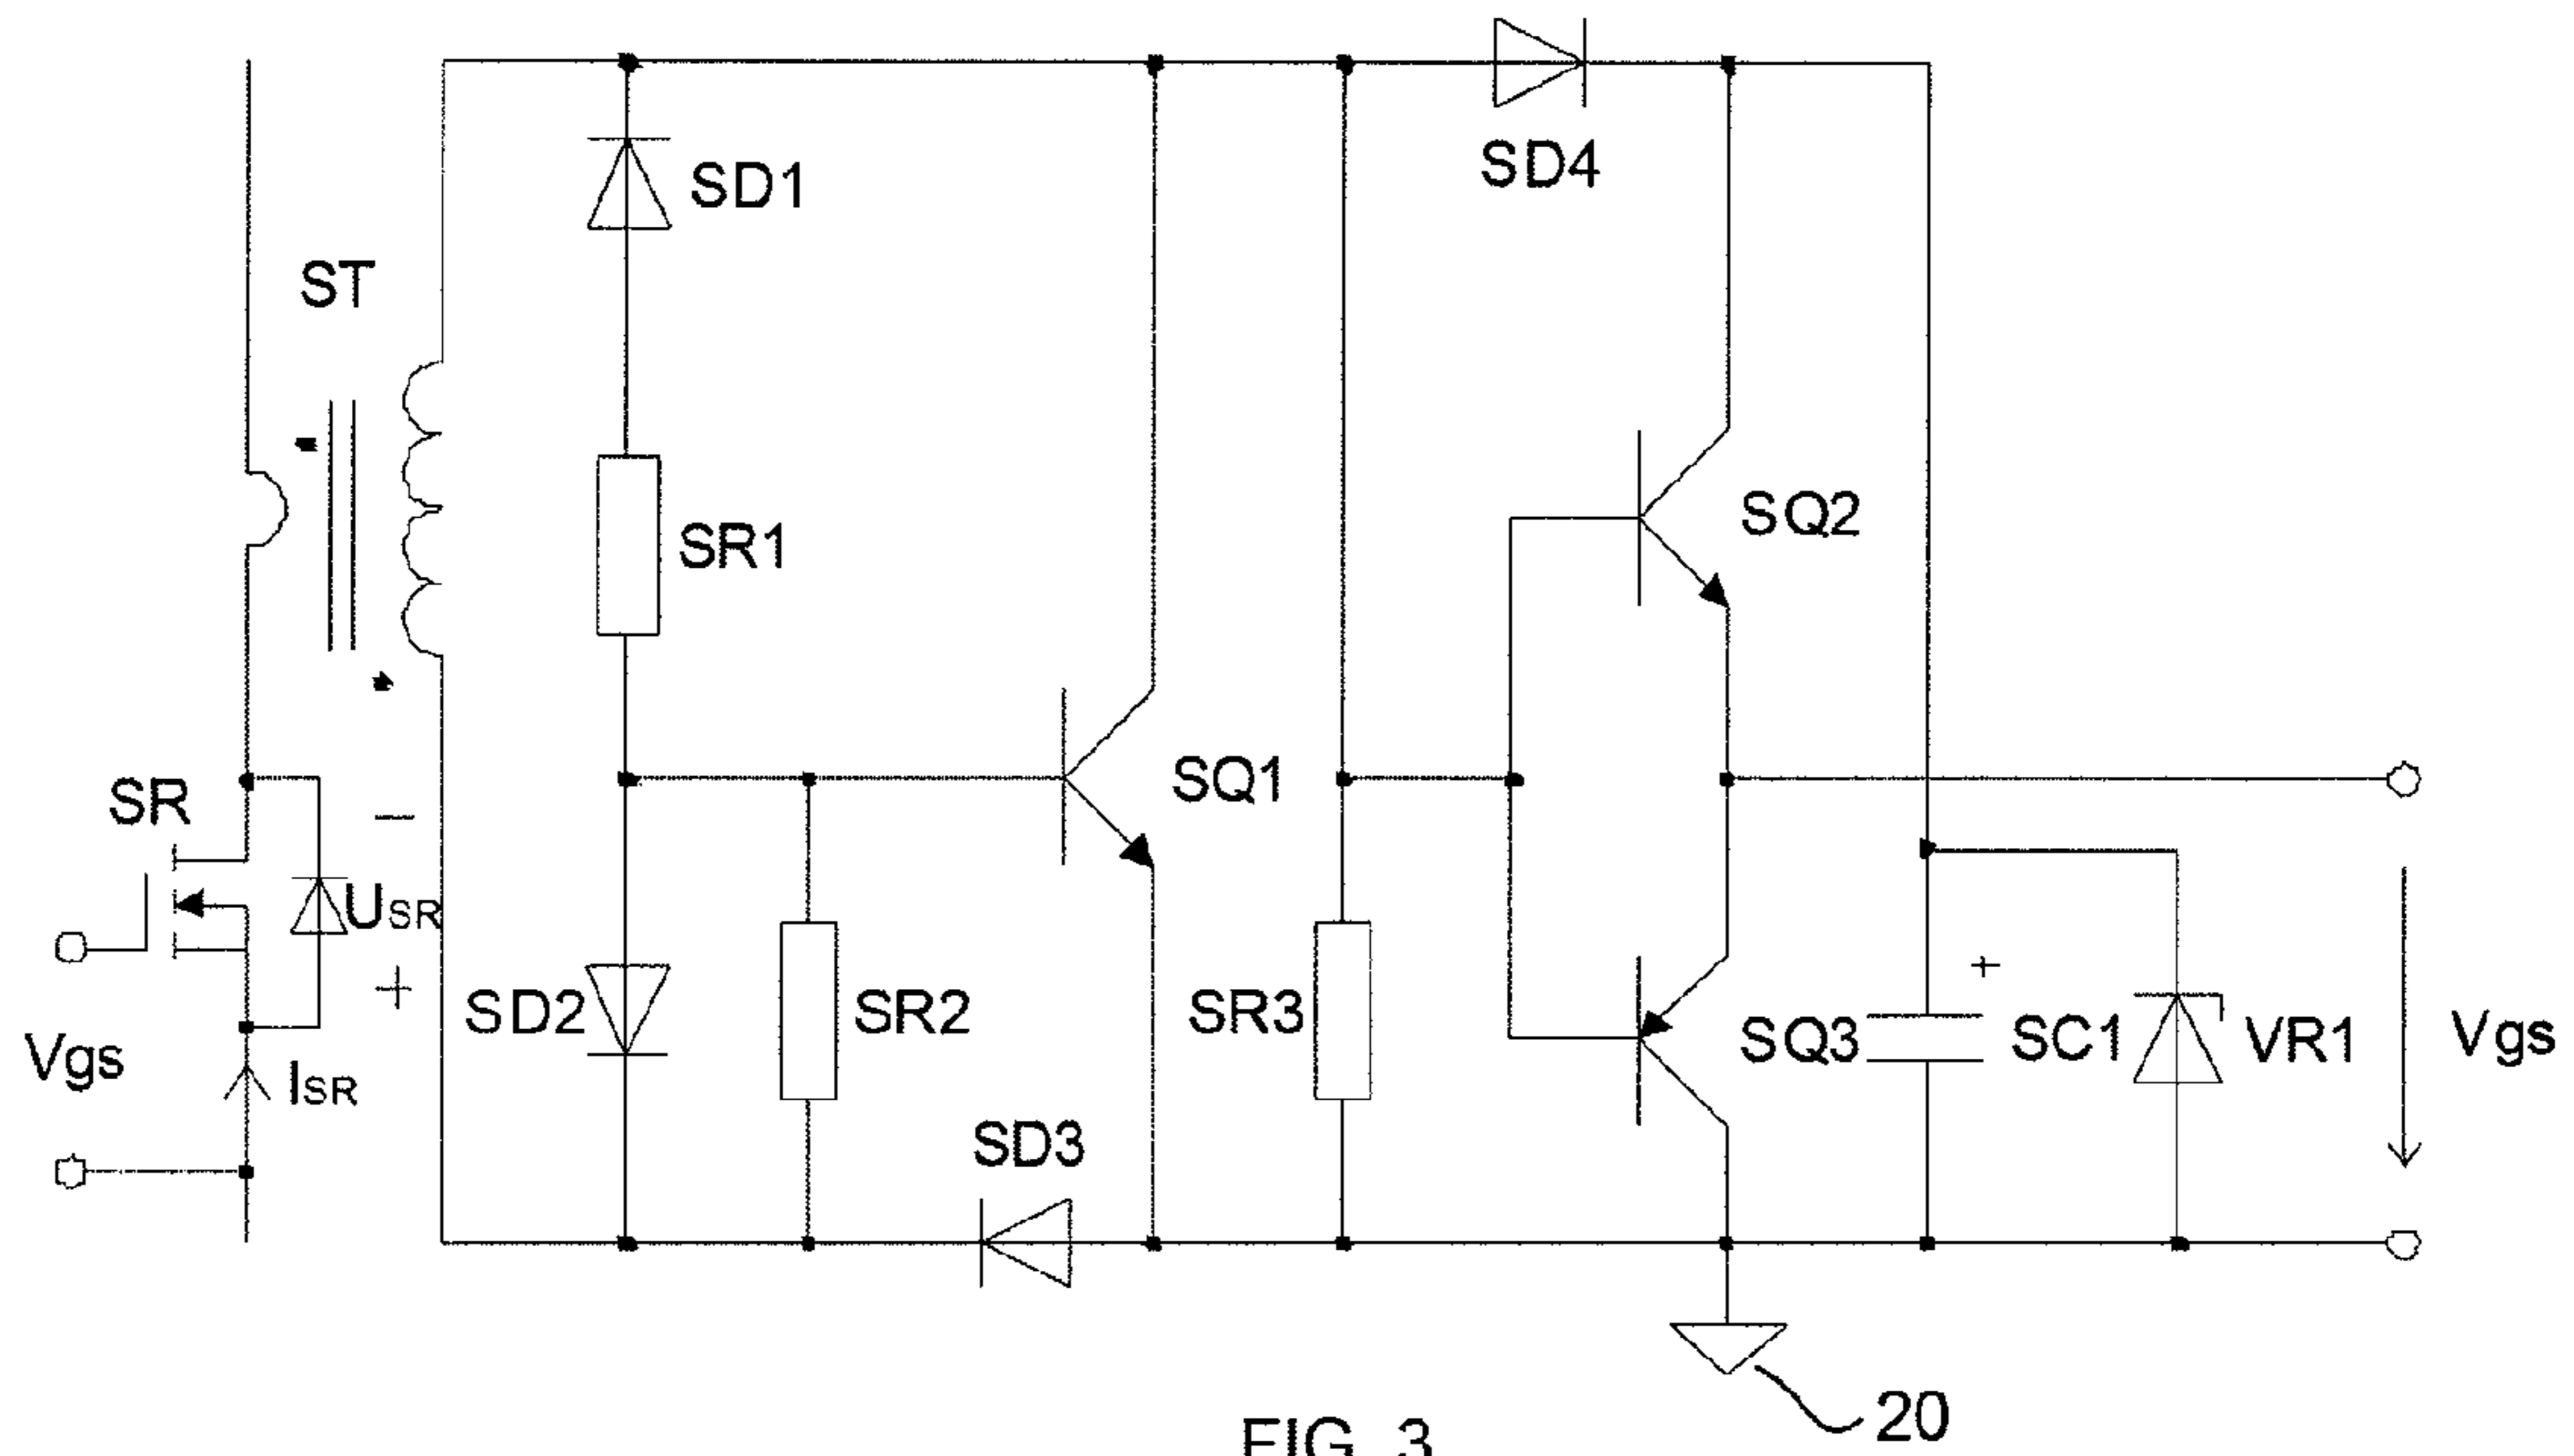 SD4
SD1
ST
SR1
SQ2
SQ1
SR
USR
SD2
SR2
SR3
SQ3
SC1
VR1
Vgs
Vgs
ISR
SD3
20
FIG. 3